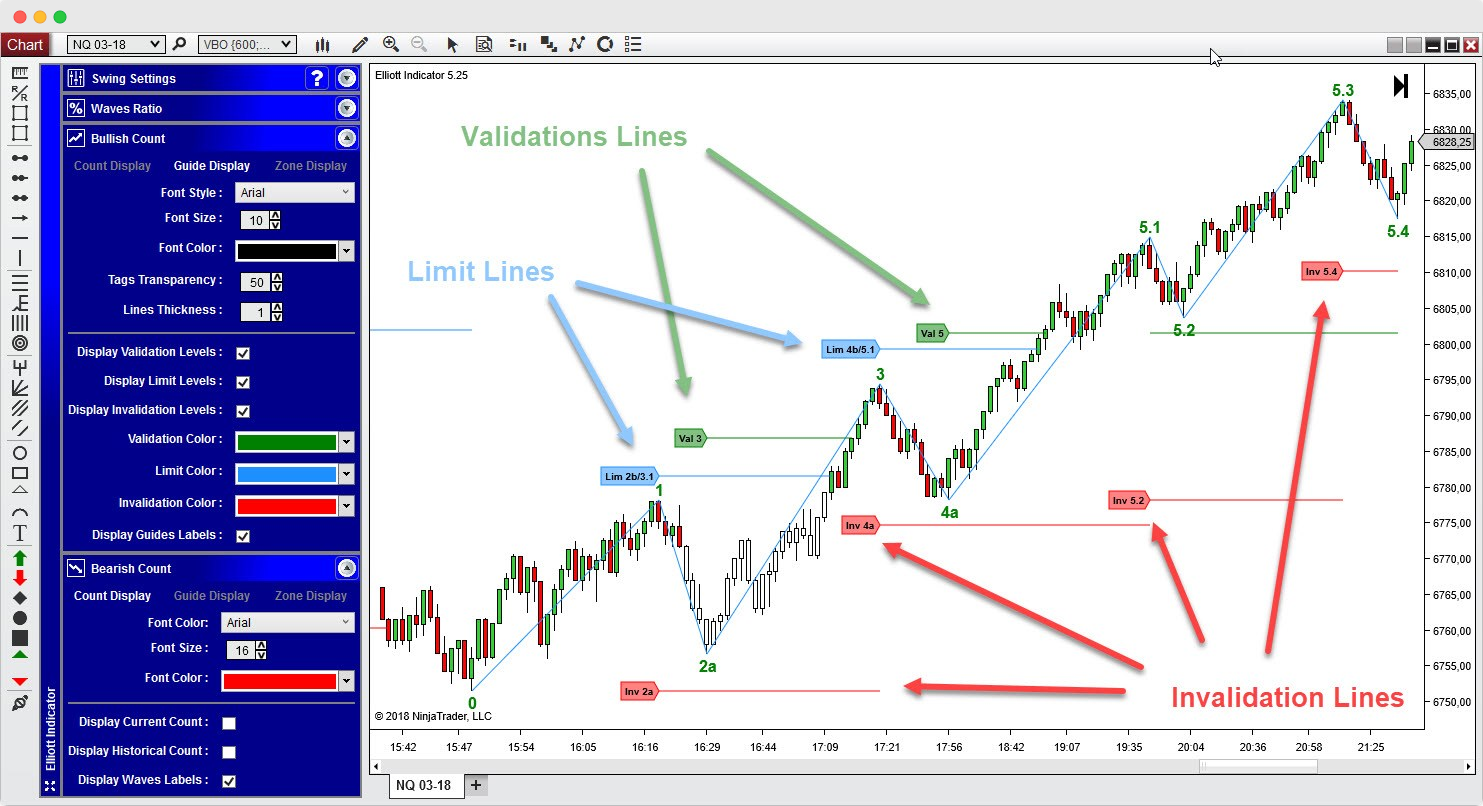 Chart
NQ 03-18
VBO {600;...
Elliott Indicator
Swing Settings
?
% Waves Ratio
Bullish Count
Count Display Guide Display Zone Display
Font Style : Arial
Font Size : 10
Font Color :
Tags Transparency : 50
Lines Thickness : 1
Display Validation Levels :
Display Limit Levels :
Display Invalidation Levels :
Validation Color :
Limit Color :
Invalidation Color :
Display Guides Labels :
Bearish Count
Count Display Guide Display Zone Display
Font Color: Arial
Font Size : 16
Font Color :
Display Current Count :
Display Historical Count :
Display Waves Labels :
R/R
T
Elliott Indicator 5.25
Validations Lines
Limit Lines
Invalidation Lines
5.3
5.1
5.4
5.2
Inv 5.4
Val 5
Lim 4b/5.1
3
Val 3
Lim 2b/3.1
1
4a
Inv 5.2
Inv 4a
2a
Inv 2a
0
© 2018 NinjaTrader, LLC
6835,00
6830,00
6828,25
6825,00
6820,00
6815,00
6810,00
6805,00
6800,00
6795,00
6790,00
6785,00
6780,00
6775,00
6770,00
6765,00
6760,00
6755,00
6750,00
15:42 15:47 15:54 16:05 16:16 16:29 16:44 17:09 17:21 17:56 18:42 19:07 19:35 20:04 20:36 20:58 21:25
NQ 03-18 +